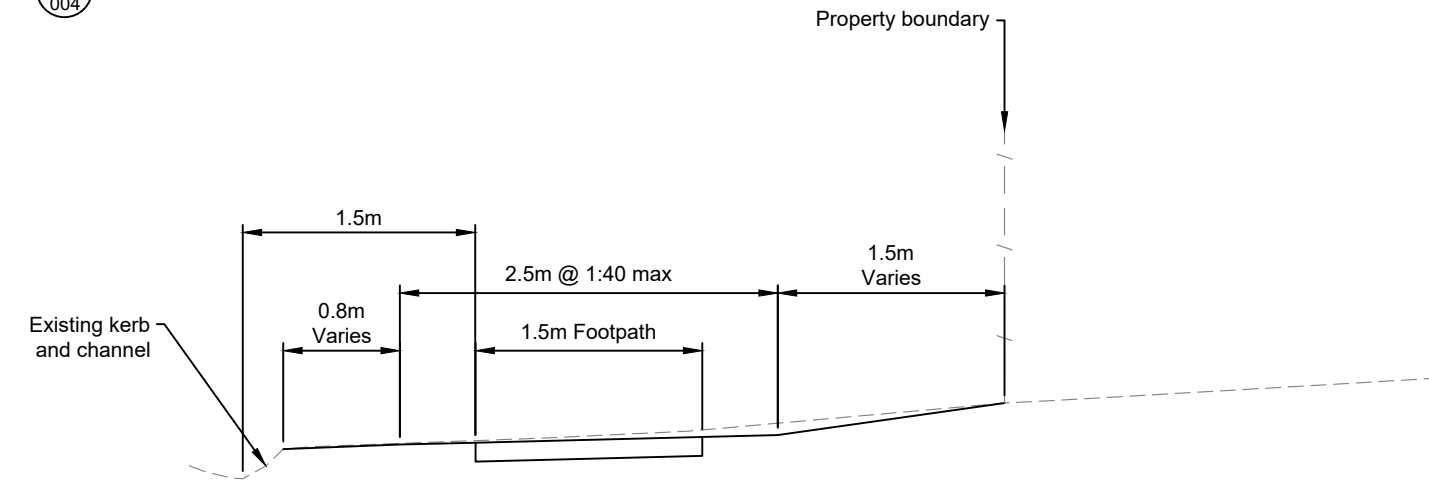 004
Property boundary
1.5m
2.5m @ 1:40 max
1.5m
Varies
0.8m
Varies
1.5m Footpath
Existing kerb
and channel